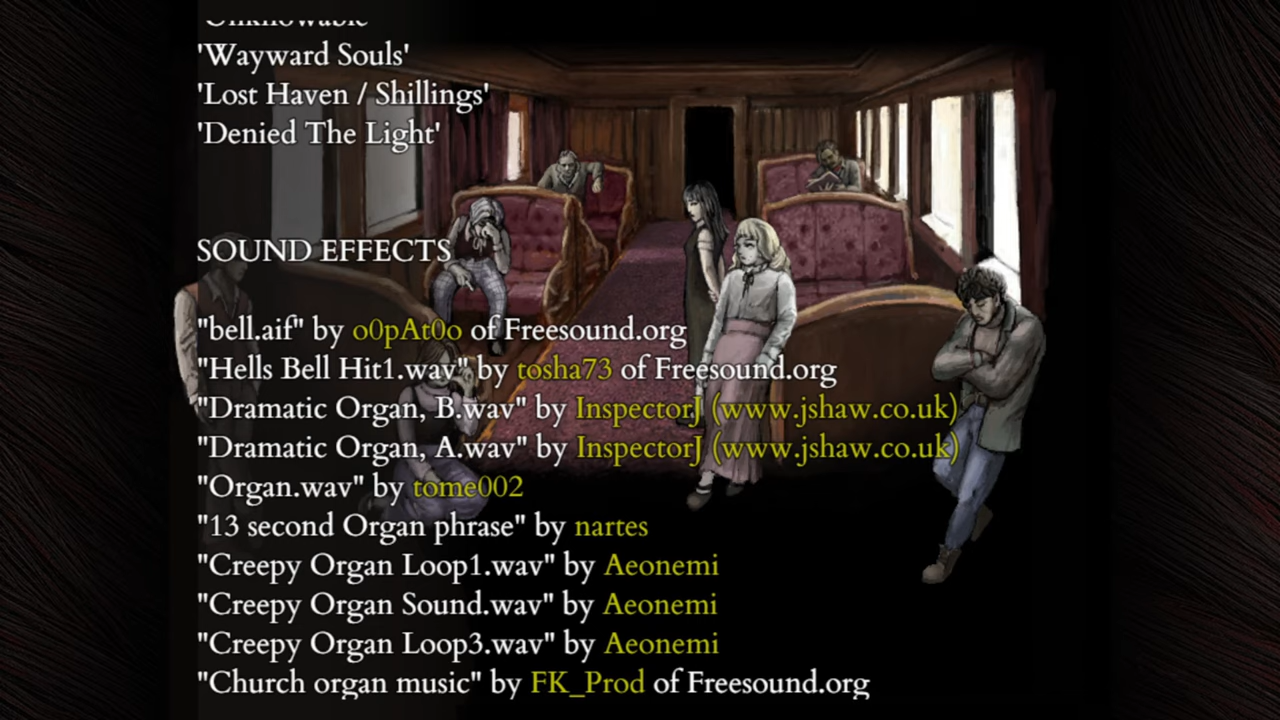 'Wayward Souls'
'Lost Haven / Shillings'
'Denied The Light'
SOUND EFFECTS
"bell.aif" by o0pAt0o of Freesound.org
"Hells Bell Hit1.wav" by tosha73 of Freesound.org
"Dramatic Organ, B.wav" by InspectorJ (www.jshaw.co.uk)
"Dramatic Organ, A.wav" by InspectorJ (www.jshaw.co.uk)
"Organ.wav" by tome002
"13 second Organ phrase" by nartes
"Creepy Organ Loop1.wav" by Aeonemi
"Creepy Organ Sound.wav" by Aeonemi
"Creepy Organ Loop3.wav" by Aeonemi
"Church organ music" by FK_Prod of Freesound.org